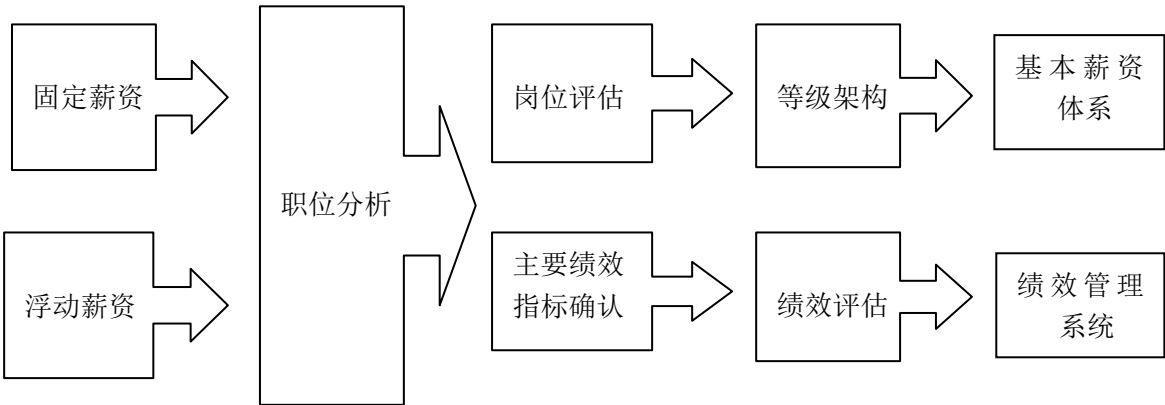 固定薪资
浮动薪资
职位分析
岗位评估
等级架构
基本薪资
体系
主要绩效
指标确认
绩效评估
绩效管理
系统